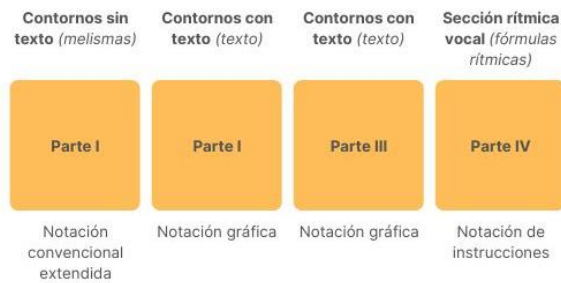 Contornos sin
texto (melismas)
Contornos con
texto (texto)
Contornos con
texto (texto)
Sección rítmica
vocal (fórmulas
rítmicas)
Parte I
Parte I
Parte III
Parte IV
Notación
convencional
extendida
Notación gráfica
Notación gráfica
Notación de
instrucciones